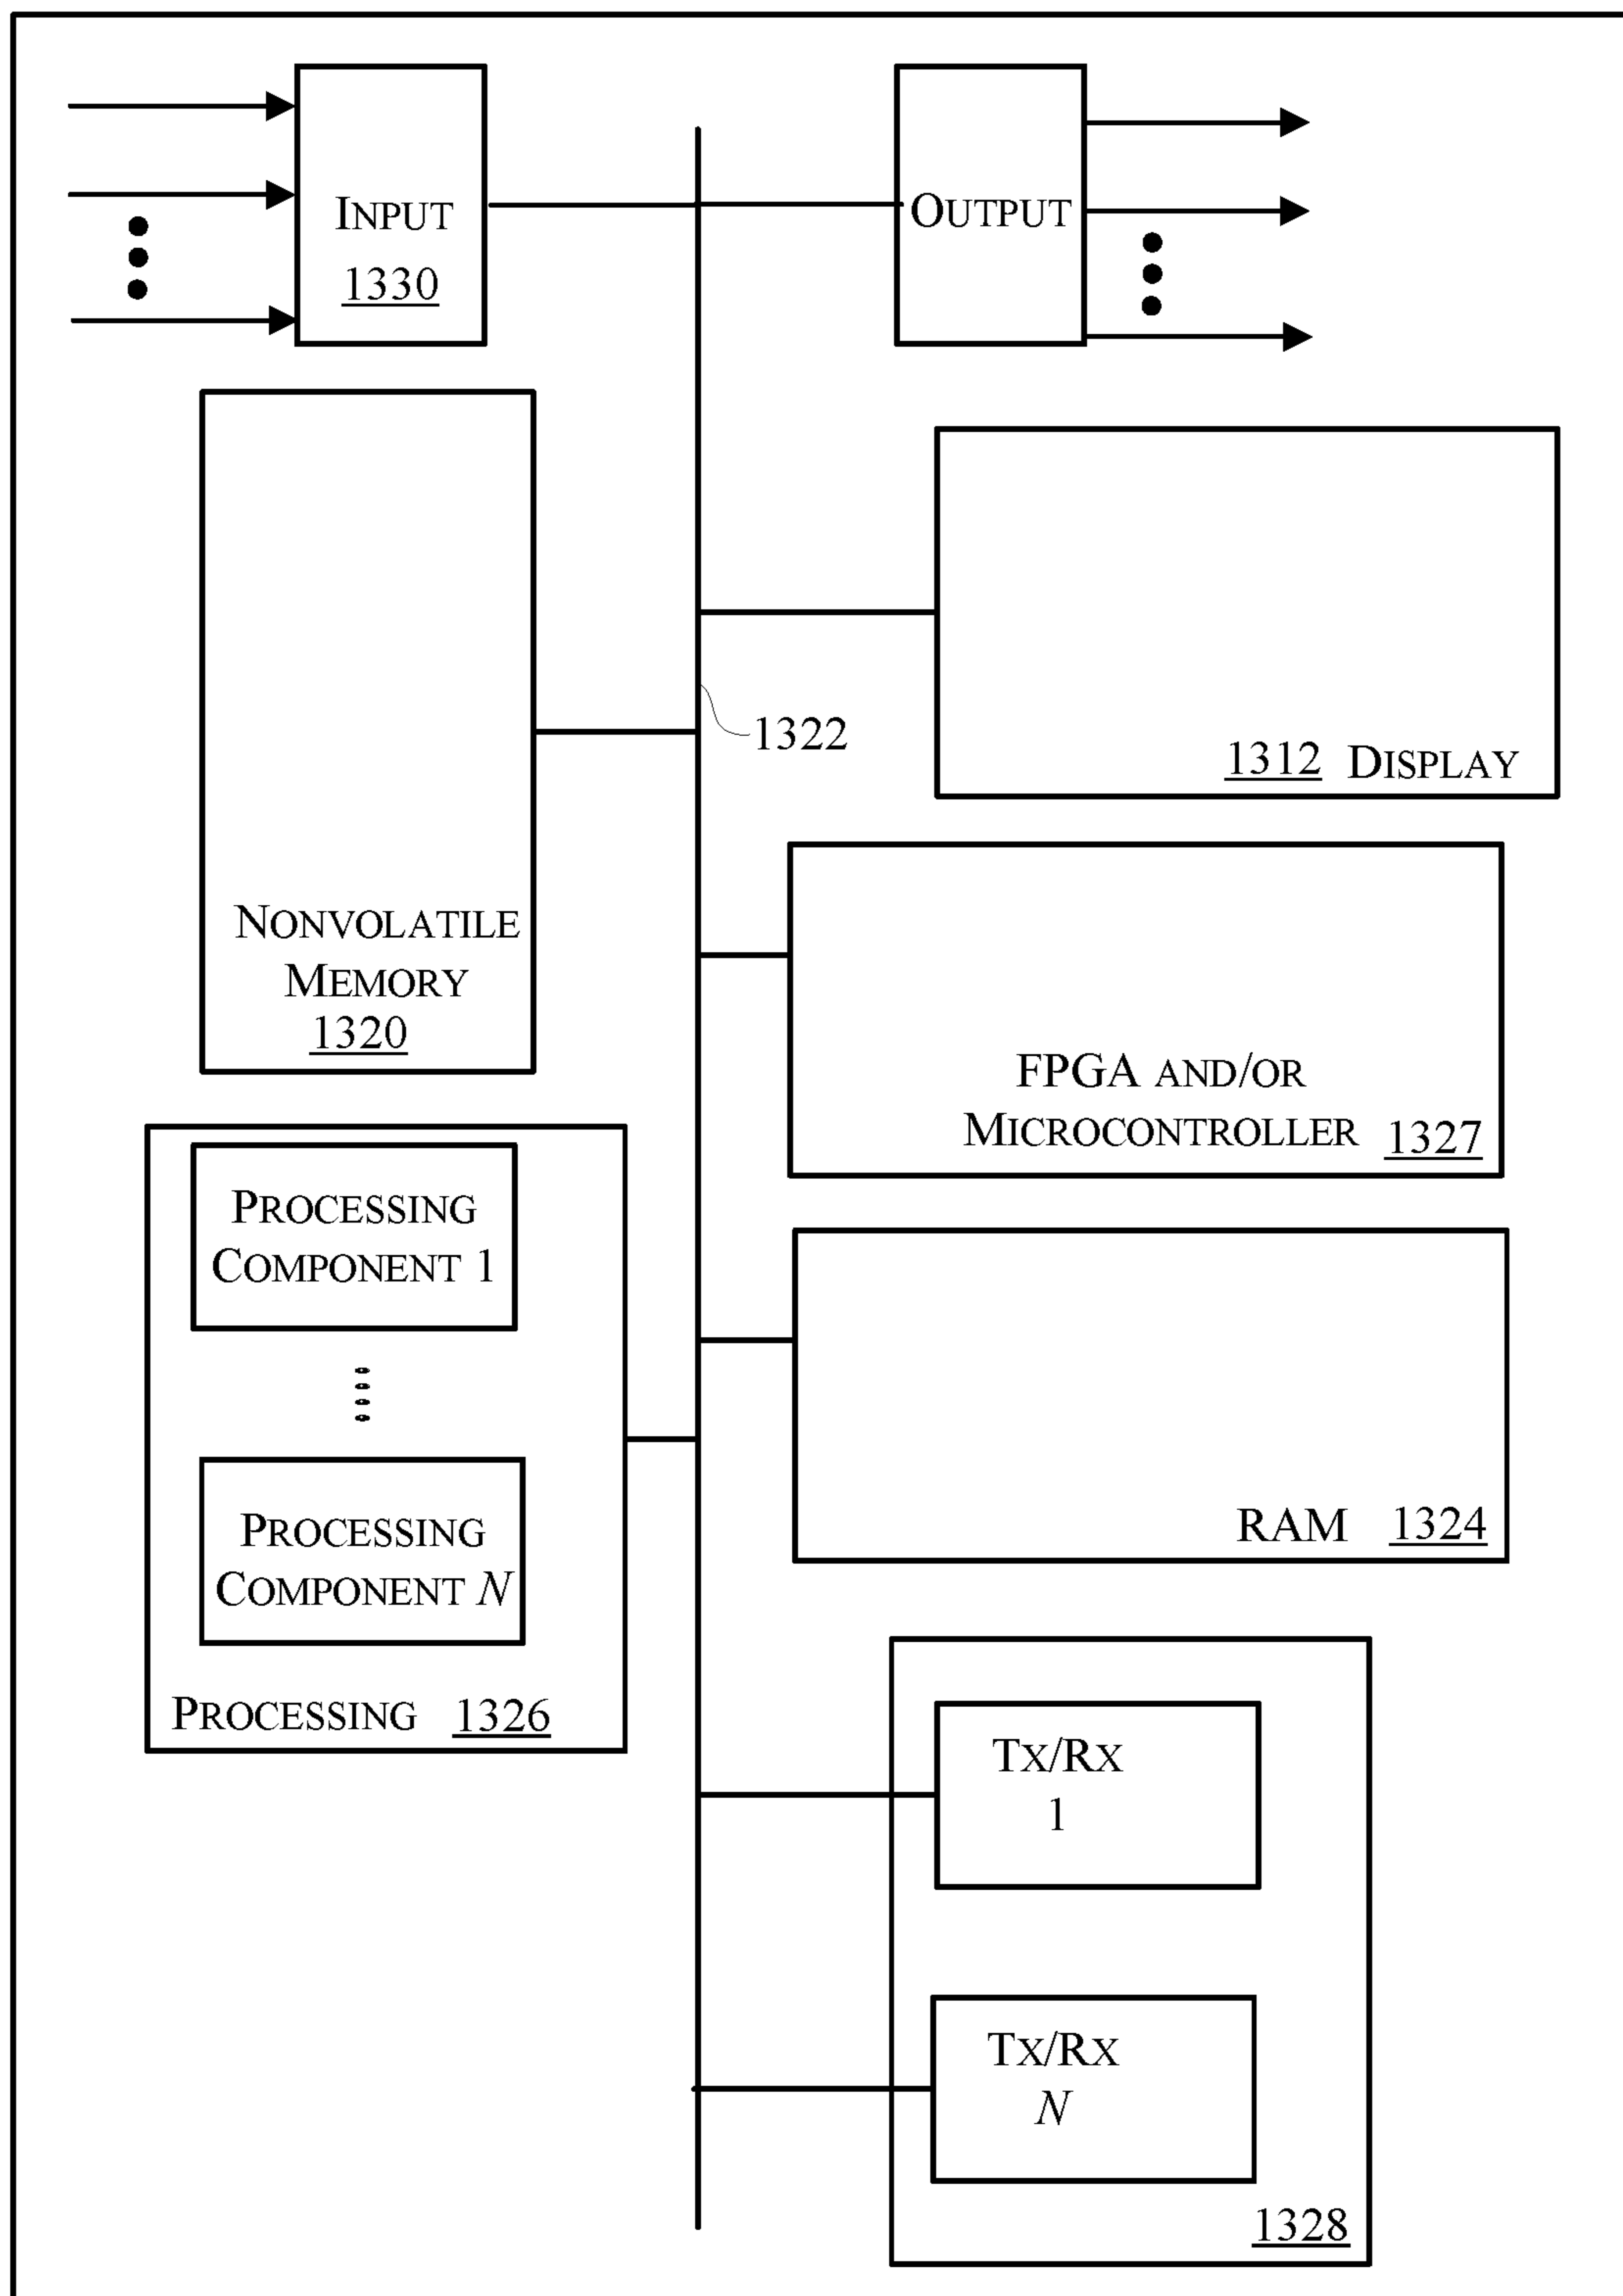 INPUT
1330
OUTPUT
1322
1312 DISPLAY
NONVOLATILE
MEMORY
1320
FPGA AND/OR
MICROCONTROLLER 1327
PROCESSING
COMPONENT 1
PROCESSING
COMPONENT N
PROCESSING 1326
RAM 1324
TX/RX
1
TX/RX
N
1328